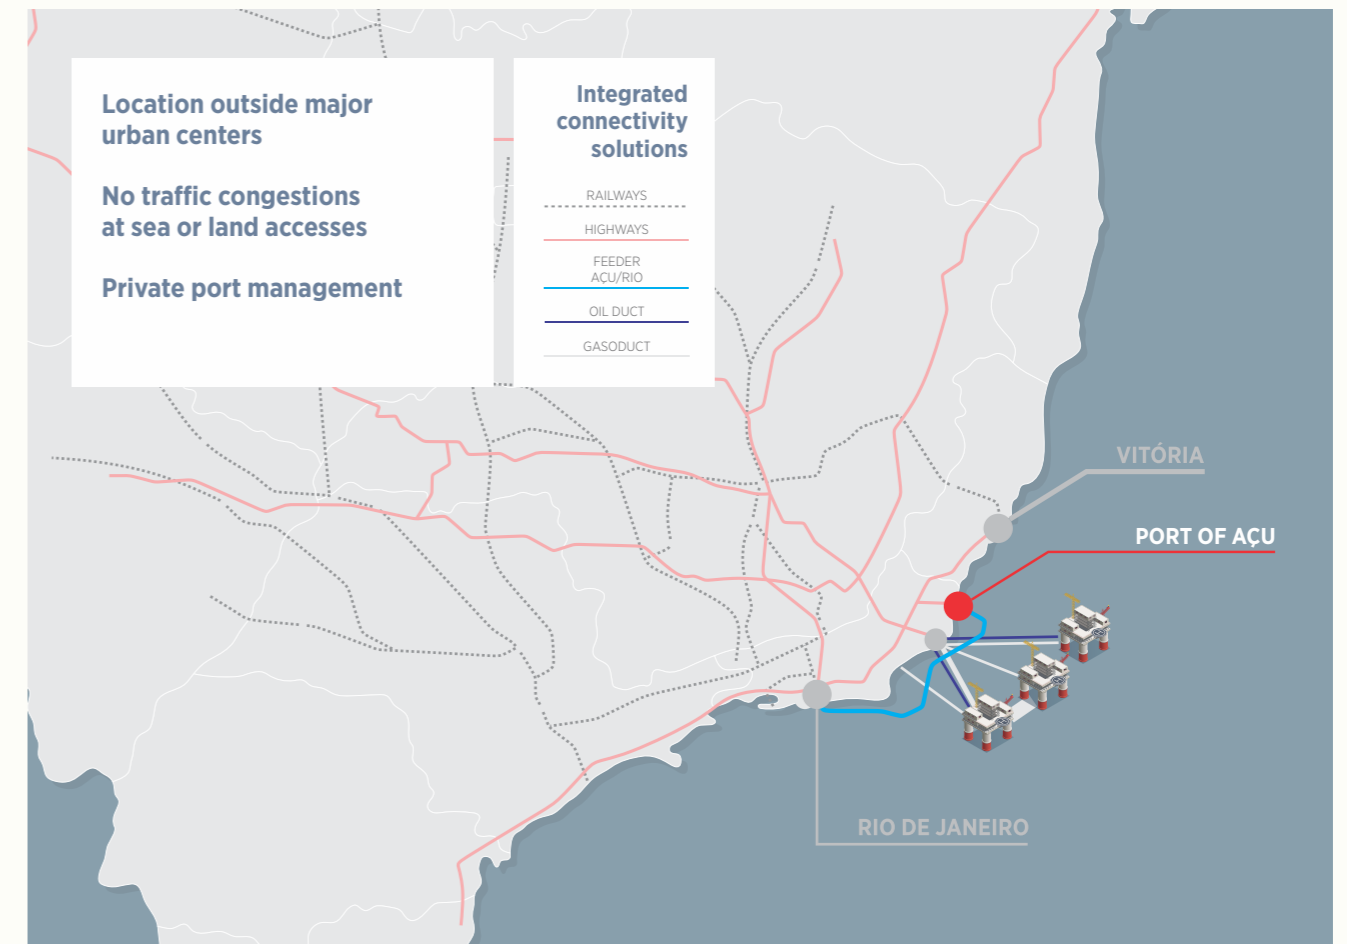 Location outside major
urban centers
No traffic congestions
at sea or land accesses
Private port management
Integrated
connectivity
solutions
RAILWAYS
HIGHWAYS
FEEDER
AÇU/RIO
OIL DUCT
GASODUCT
VITÓRIA
PORT OF AÇU
RIO DE JANEIRO